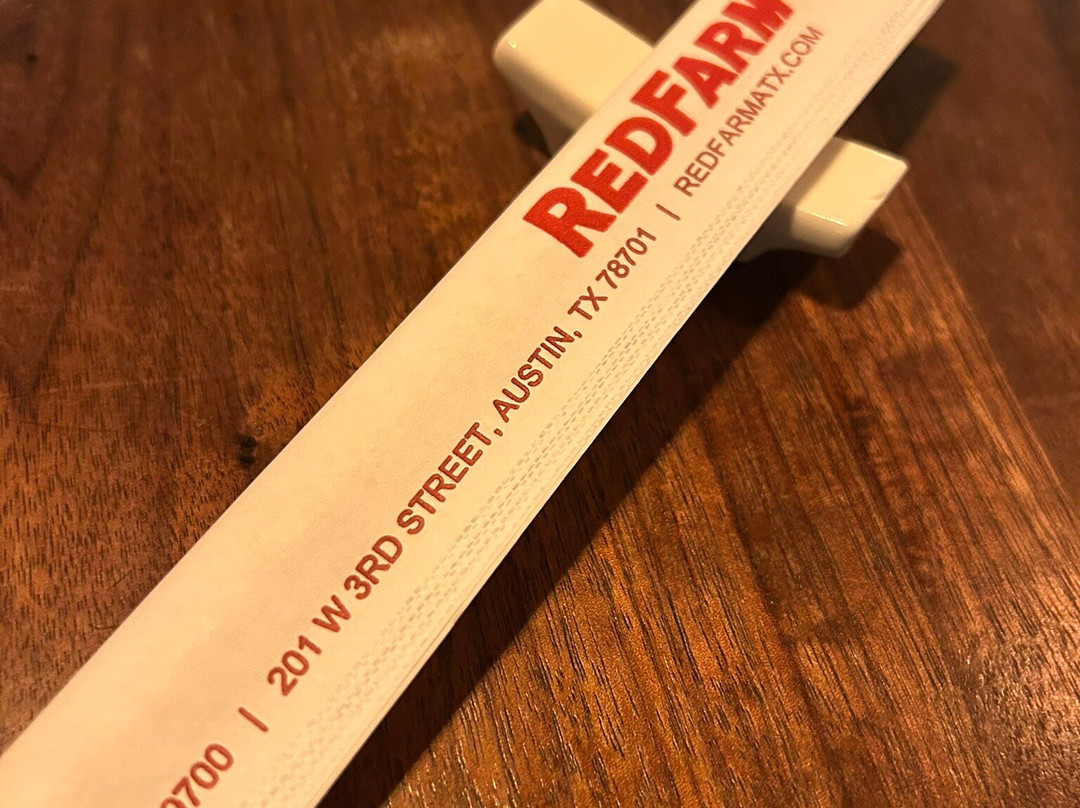 REDFARM
0700 | 201 W 3RD STREET, AUSTIN, TX 78701 | REDFARMATX.COM